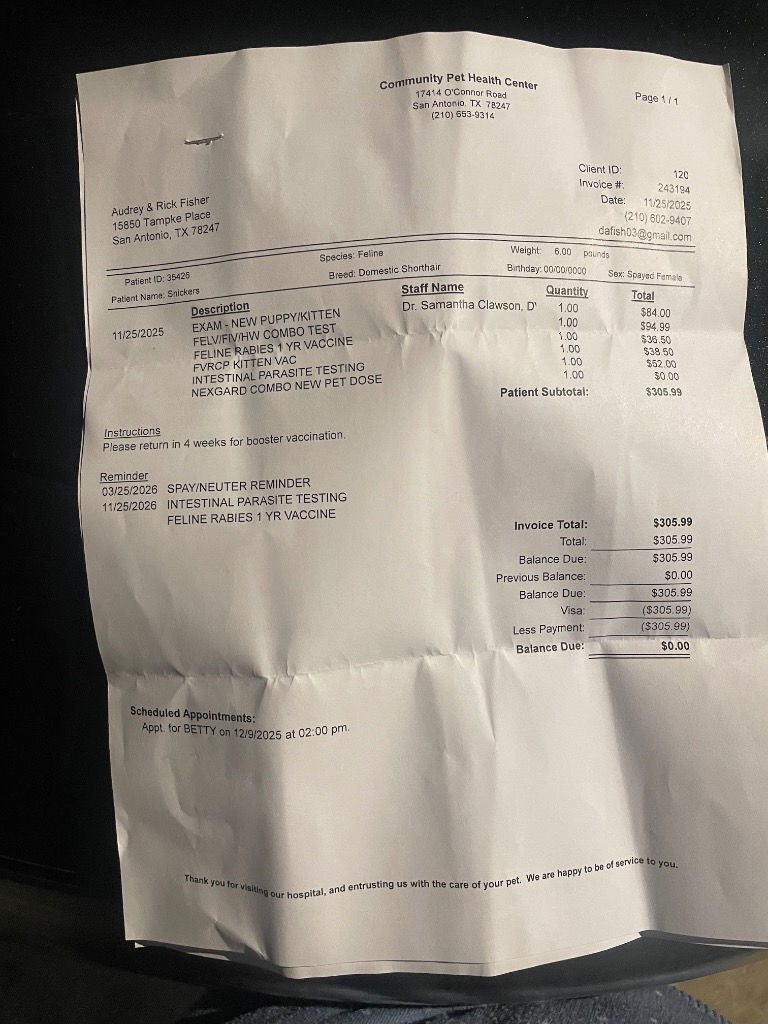 Community Pet Health Center
17414 O'Connor Road
San Antonio, TX 78247
(210) 653-9314
Page 1 / 1
Client ID: 120
Invoice #: 243194
Date: 11/25/2025
(210) 602-9407
dafish03@gmail.com
Audrey & Rick Fisher
15850 Tampke Place
San Antonio, TX 78247
Patient ID: 35426 Species: Feline Weight: 6.00 pounds
Patient Name: Snickers Breed: Domestic Shorthair Birthday: 00/00/0000 Sex: Spayed Female
Description Staff Name Quantity Total
11/25/2025 EXAM - NEW PUPPY/KITTEN Dr. Samantha Clawson, D' 1.00 $84.00
FELV/FIV/HW COMBO TEST 1.00 $94.99
FELINE RABIES 1 YR VACCINE 1.00 $36.50
FVRCP KITTEN VAC 1.00 $38.50
INTESTINAL PARASITE TESTING 1.00 $52.00
NEXGARD COMBO NEW PET DOSE 1.00 $0.00
Patient Subtotal: $305.99
Instructions
Please return in 4 weeks for booster vaccination.
Reminder
03/25/2026 SPAY/NEUTER REMINDER
11/25/2026 INTESTINAL PARASITE TESTING
FELINE RABIES 1 YR VACCINE
Invoice Total: $305.99
Total: $305.99
Balance Due: $305.99
Previous Balance: $0.00
Balance Due: $305.99
Visa: ($305.99)
Less Payment: ($305.99)
Balance Due: $0.00
Scheduled Appointments:
Appt. for BETTY on 12/9/2025 at 02:00 pm.
Thank you for visiting our hospital, and entrusting us with the care of your pet. We are happy to be of service to you.